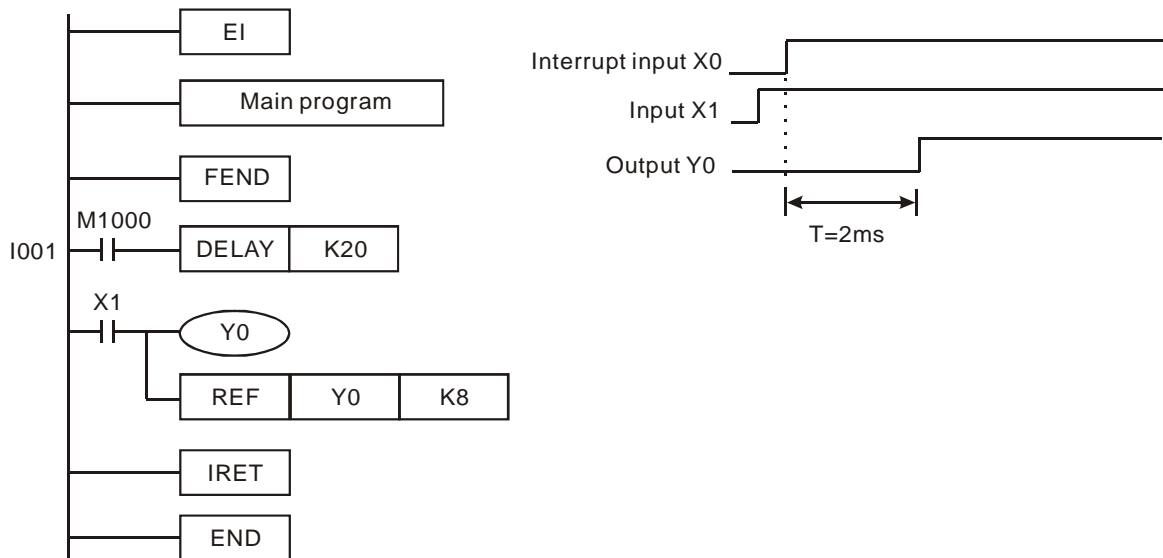 EI
Main program
FEND
M1000
I001
DELAY K20
X1
Y0
REF Y0 K8
IRET
END
Interrupt input X0
Input X1
Output Y0
T=2ms